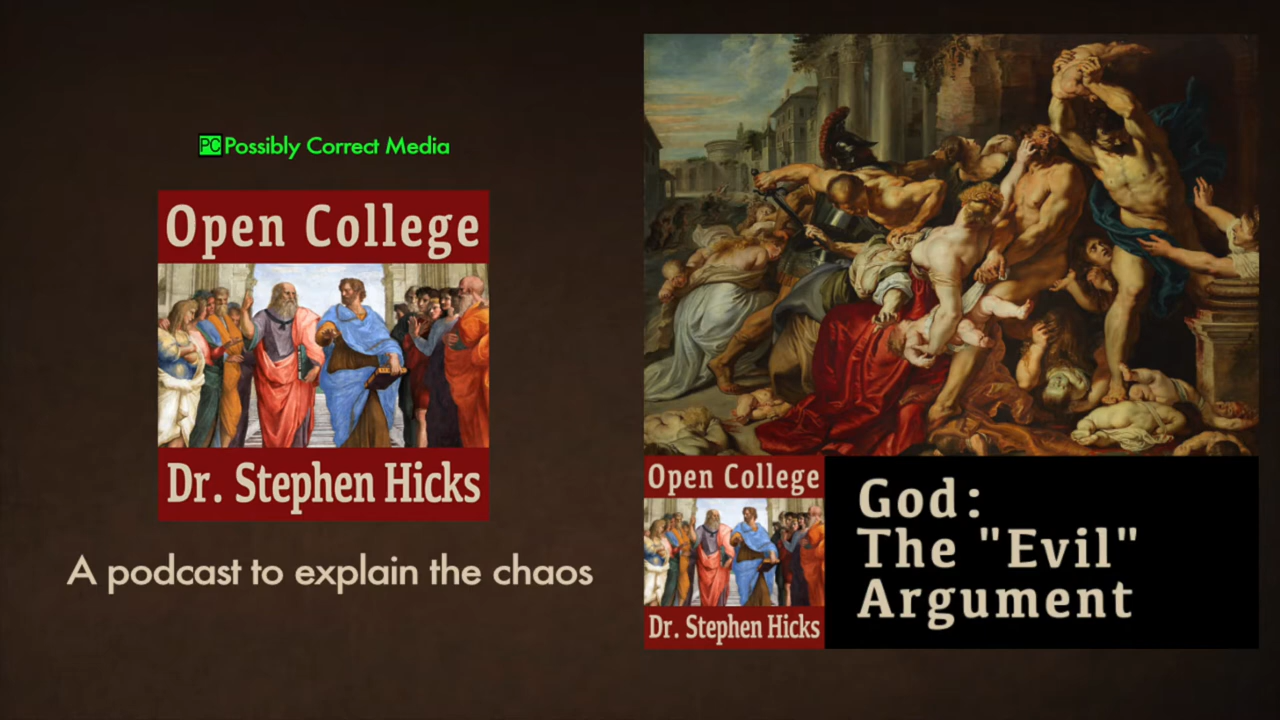 PC Possibly Correct Media
Open College
Dr. Stephen Hicks
A podcast to explain the chaos
Open College
Dr. Stephen Hicks
God:
The "Evil"
Argument